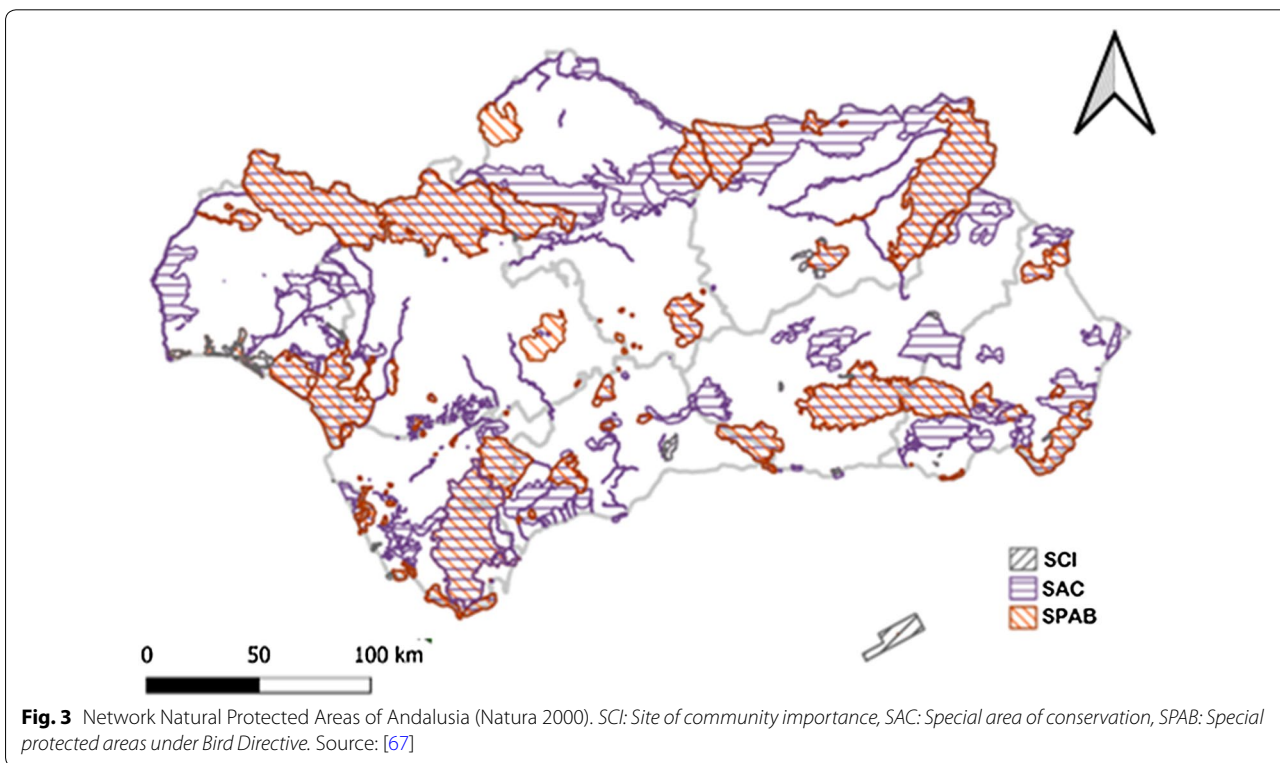 SCI
SAC
SPAB
0 50 100 km
Fig. 3 Network Natural Protected Areas of Andalusia (Natura 2000). SCI: Site of community importance, SAC: Special area of conservation, SPAB: Special
protected areas under Bird Directive. Source: [67]